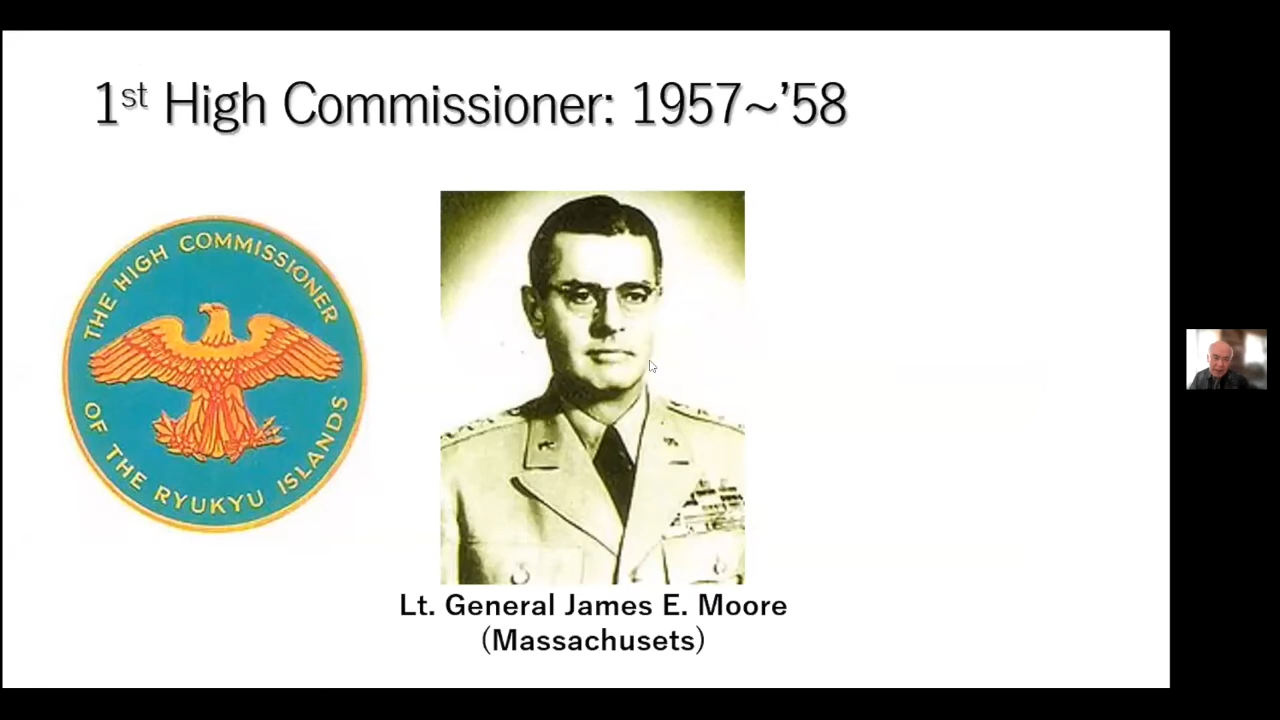 1st High Commissioner: 1957~'58
THE HIGH COMMISSIONER
OF THE RYUKYU ISLANDS
Lt. General James E. Moore
(Massachusets)